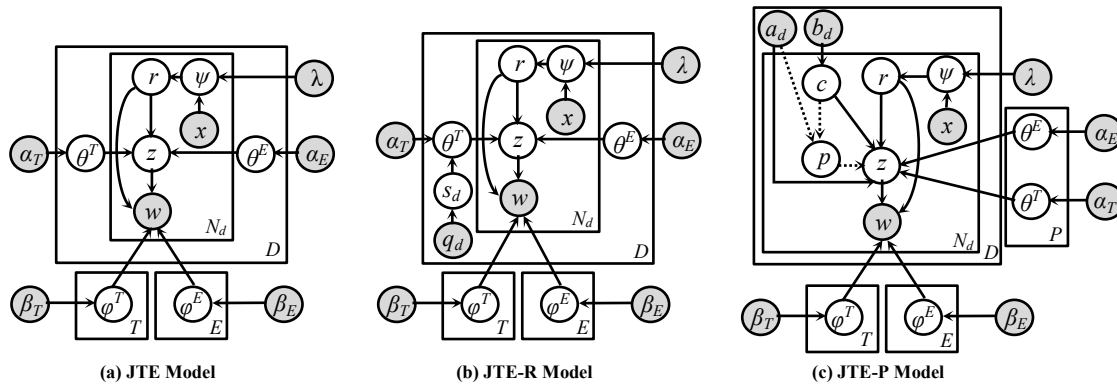 a_d b_d
r ψ λ r ψ λ c r ψ λ
x x x
α_T θ^T z θ^E α_E α_T θ^T z θ^E α_E p z θ^E α_E
s_d θ^T α_T
w w w
q_d
N_d N_d N_d P
D D D
β_T φ^T φ^E β_E β_T φ^T φ^E β_E β_T φ^T φ^E β_E
T E T E T E
(a) JTE Model (b) JTE-R Model (c) JTE-P Model